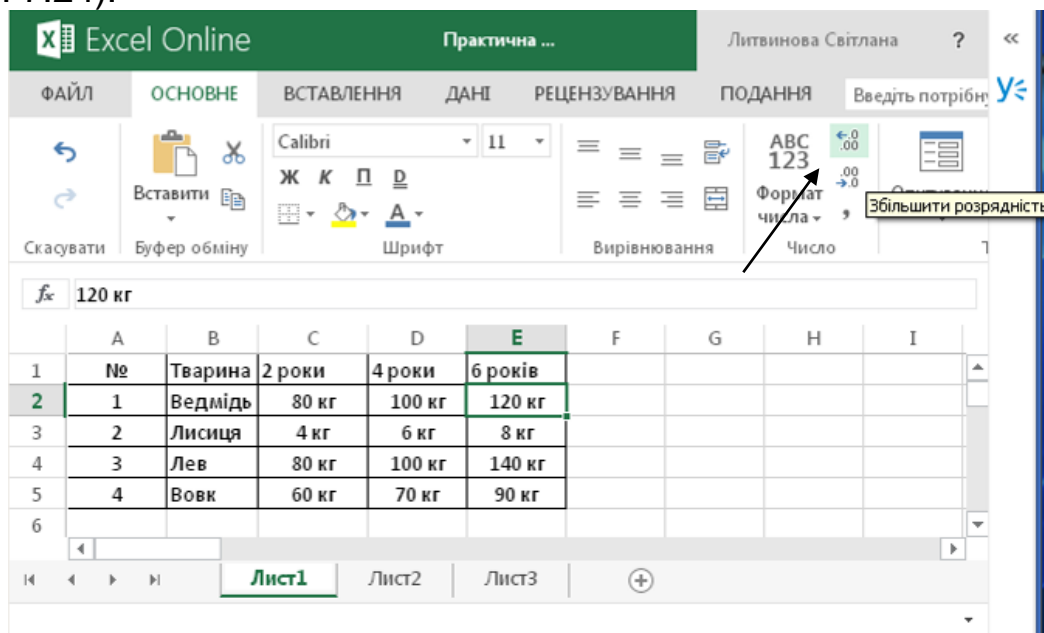 Excel Online Практична ... Литвинова Світлана ? «
ФАЙЛ ОСНОВНЕ ВСТАВЛЕННЯ ДАНІ РЕЦЕНЗУВАННЯ ПОДАННЯ Введіть потрібну
Calibri 11 ABC 123
Вставити Ж К П D A Формат числа
Збільшити розрядність
Скасувати Буфер обміну Шрифт Вирівнювання Число
fx 120 кг
A B C D E F G H I
1 № Тварина 2 роки 4 роки 6 років
2 1 Ведмідь 80 кг 100 кг 120 кг
3 2 Лисиця 4 кг 6 кг 8 кг
4 3 Лев 80 кг 100 кг 140 кг
5 4 Вовк 60 кг 70 кг 90 кг
6
Лист1 Лист2 Лист3